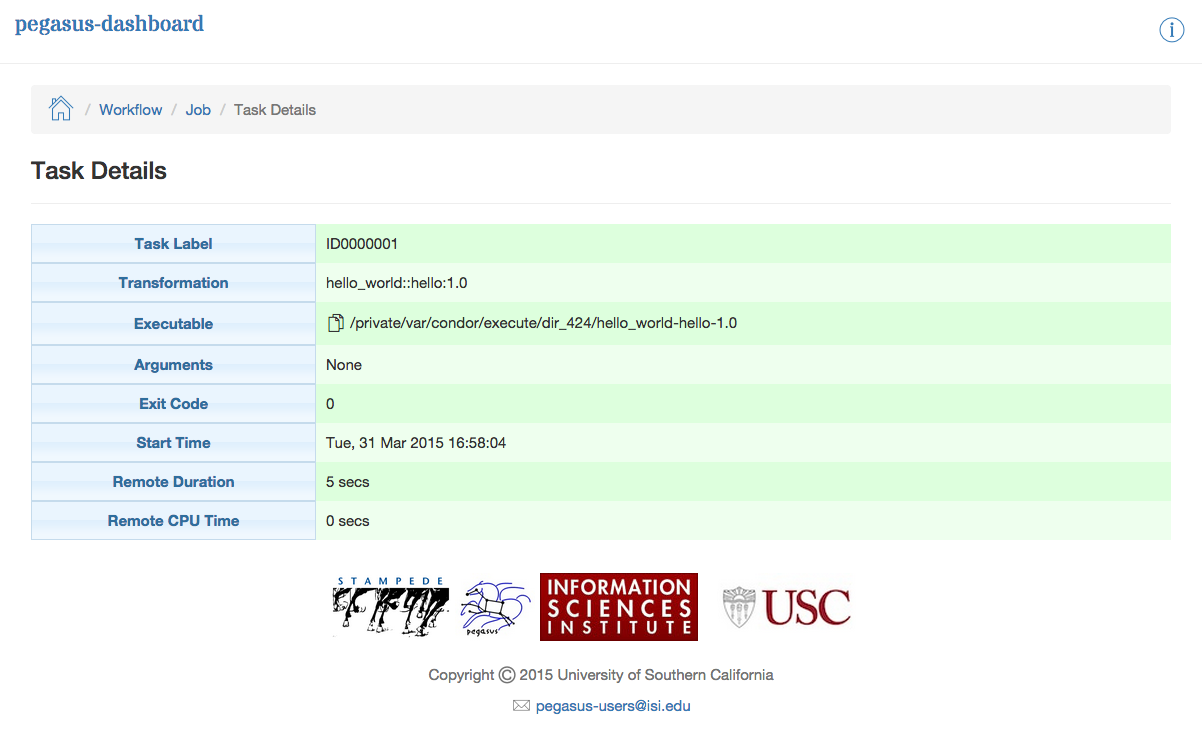 pegasus-dashboard
/ Workflow / Job / Task Details
Task Details
Task Label ID0000001
Transformation hello_world::hello:1.0
Executable /private/var/condor/execute/dir_424/hello_world-hello-1.0
Arguments None
Exit Code 0
Start Time Tue, 31 Mar 2015 16:58:04
Remote Duration 5 secs
Remote CPU Time 0 secs
STAMPEDE
pegasus
INFORMATION
SCIENCES
INSTITUTE
USC
Copyright © 2015 University of Southern California
pegasus-users@isi.edu